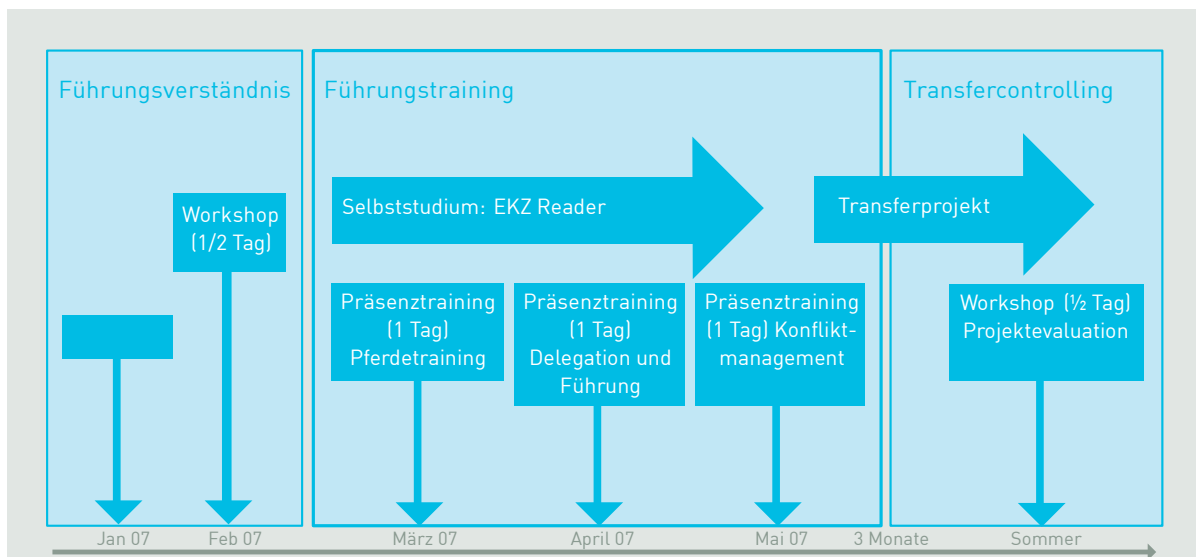 Führungsverständnis
Workshop
(1/2 Tag)
Führungstraining
Selbststudium: EKZ Reader
Präsenztraining
(1 Tag)
Pferdetraining
Präsenztraining
(1 Tag)
Delegation und
Führung
Präsenztraining
(1 Tag) Konflikt-
management
Transfercontrolling
Transferprojekt
Workshop (½ Tag)
Projektevaluation
Jan 07
Feb 07
März 07
April 07
Mai 07
3 Monate
Sommer